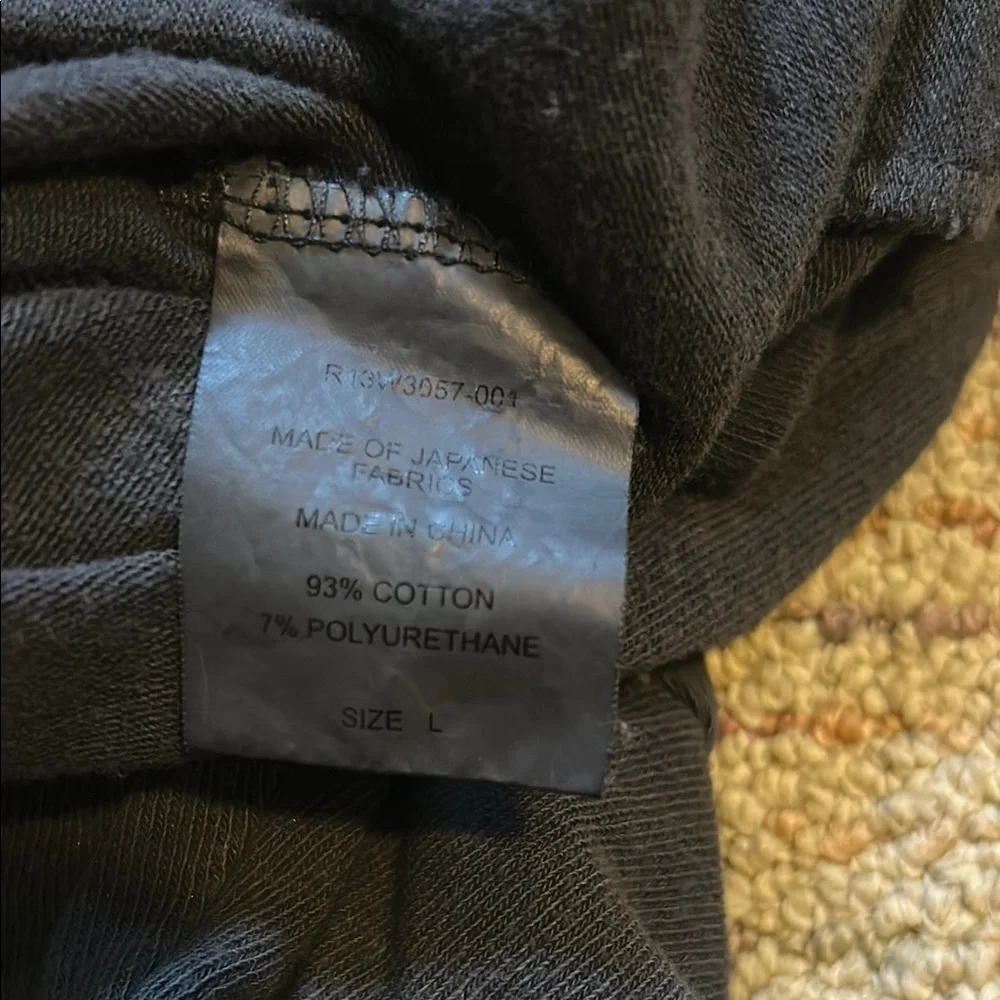 R13W3057-001
MADE OF JAPANESE
FABRICS
MADE IN CHINA
93% COTTON
7% POLYURETHANE
SIZE L